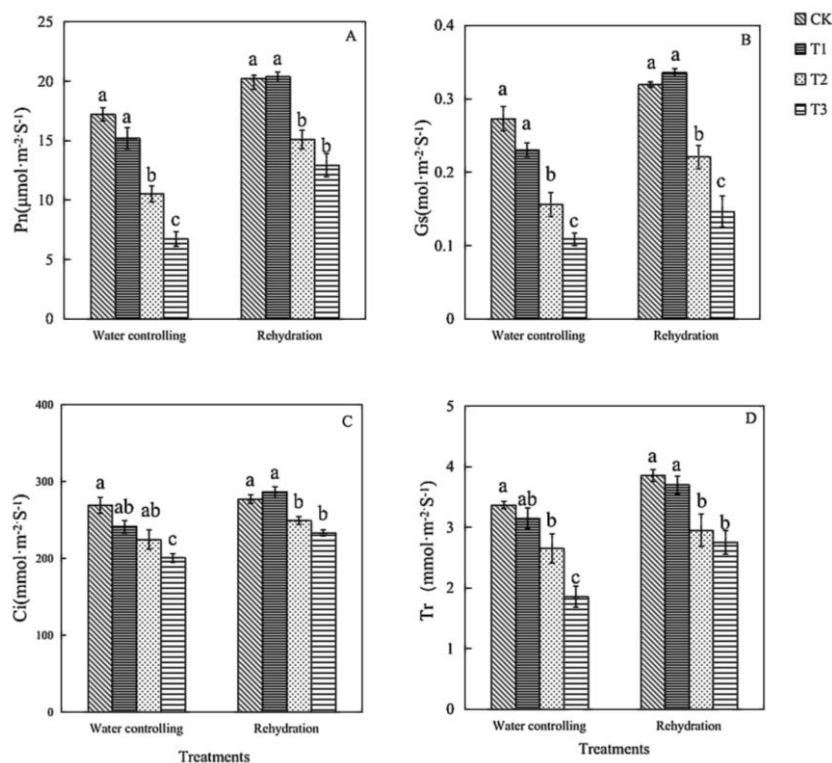 A
Pn(μmol·m⁻²·S⁻¹)
25
20
15
10
5
0
a
a
b
c
a
a
b
b
Water controlling
Rehydration
B
Gs(mol·m⁻²·S⁻¹)
0.4
0.3
0.2
0.1
0
a
a
b
c
a
a
b
c
Water controlling
Rehydration
CK
T1
T2
T3
C
Ci(mmol·m⁻²·S⁻¹)
400
300
200
100
0
a
ab
ab
c
a
a
b
b
Water controlling
Rehydration
Treatments
D
Tr (mmol·m⁻²·S⁻¹)
5
4
3
2
1
0
a
ab
b
c
a
a
b
b
Water controlling
Rehydration
Treatments